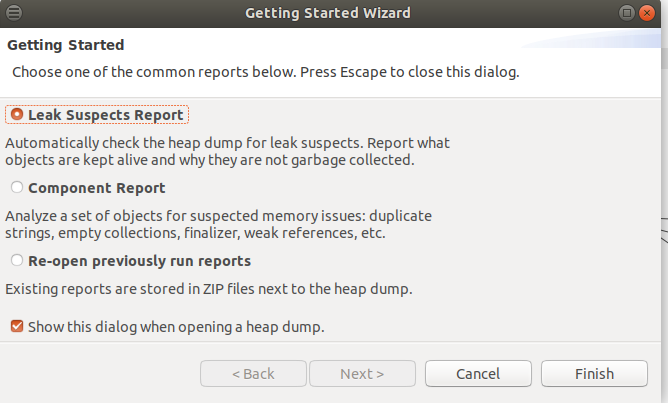 Getting Started Wizard
Getting Started
Choose one of the common reports below. Press Escape to close this dialog.
Leak Suspects Report
Automatically check the heap dump for leak suspects. Report what
objects are kept alive and why they are not garbage collected.
Component Report
Analyze a set of objects for suspected memory issues: duplicate
strings, empty collections, finalizer, weak references, etc.
Re-open previously run reports
Existing reports are stored in ZIP files next to the heap dump.
Show this dialog when opening a heap dump.
< Back Next > Cancel Finish